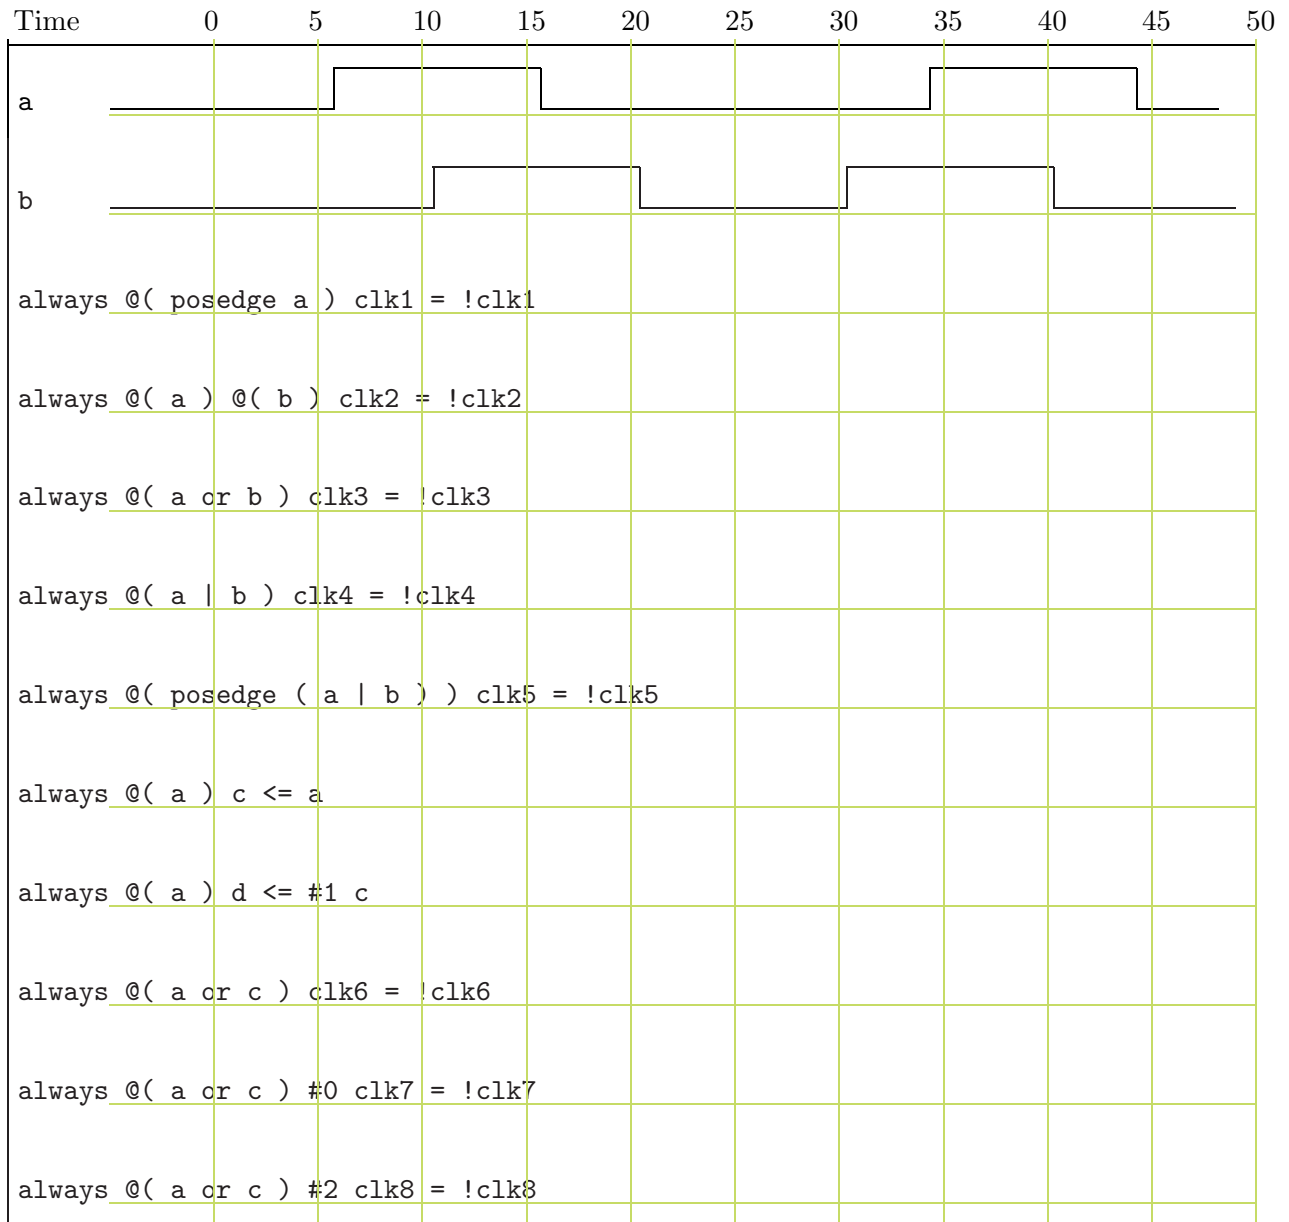 Time 0 5 10 15 20 25 30 35 40 45 50
a
b
always @( posedge a ) clk1 = !clk1
always @( a ) @( b ) clk2 = !clk2
always @( a or b ) clk3 = !clk3
always @( a | b ) clk4 = !clk4
always @( posedge ( a | b ) ) clk5 = !clk5
always @( a ) c <= a
always @( a ) d <= #1 c
always @( a or c ) clk6 = !clk6
always @( a or c ) #0 clk7 = !clk7
always @( a or c ) #2 clk8 = !clk8